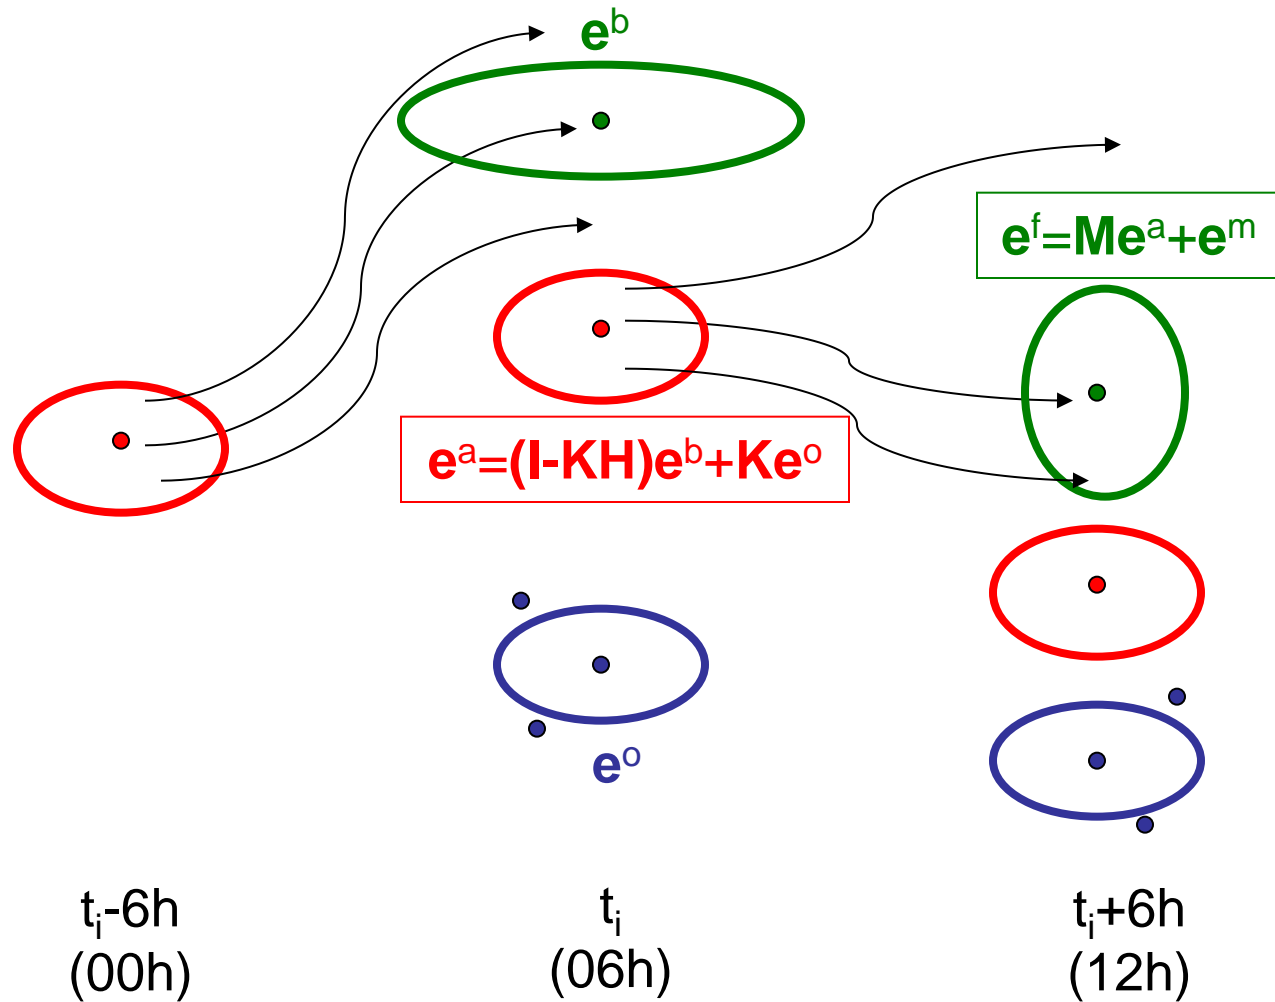 e^b
e^f=Me^a+e^m
e^a=(I-KH)e^b+Ke^o
e^o
t_i-6h
(00h)
t_i
(06h)
t_i+6h
(12h)